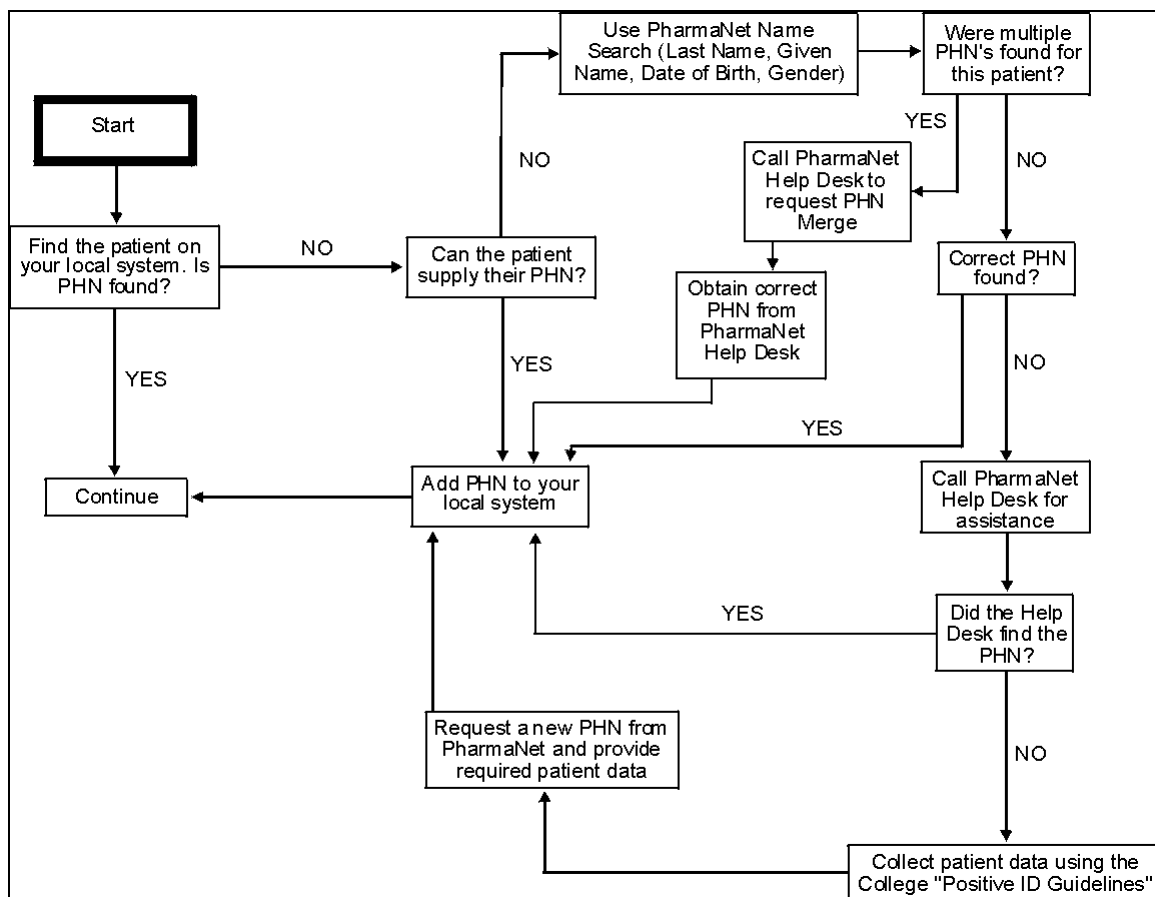 Start
Find the patient on
your local system. Is
PHN found?
NO
YES
Continue
Can the patient
supply their PHN?
NO
YES
Use PharmaNet Name
Search (Last Name, Given
Name, Date of Birth, Gender)
Were multiple
PHN's found for
this patient?
YES
NO
Call PharmaNet
Help Desk to
request PHN
Merge
Obtain correct
PHN from
PharmaNet
Help Desk
Correct PHN
found?
YES
NO
Add PHN to your
local system
Call PharmaNet
Help Desk for
assistance
Did the Help
Desk find the
PHN?
YES
NO
Request a new PHN from
PharmaNet and provide
required patient data
Collect patient data using the
College "Positive ID Guidelines"